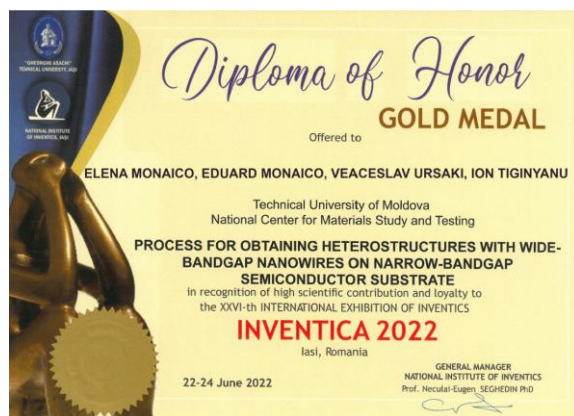 "GHEORGHE ASACHI"
TECHNICAL UNIVERSITY, IAȘI
NATIONAL INSTITUTE
OF INVENTICS, IAȘI
Diploma of Honor
GOLD MEDAL
Offered to
ELENA MONAICO, EDUARD MONAICO, VEACESLAV URSAKI, ION TIGINYANU
Technical University of Moldova
National Center for Materials Study and Testing
PROCESS FOR OBTAINING HETEROSTRUCTURES WITH WIDE-
BANDGAP NANOWIRES ON NARROW-BANDGAP
SEMICONDUCTOR SUBSTRATE
in recognition of high scientific contribution and loyalty to
the XXVI-th INTERNATIONAL EXHIBITION OF INVENTICS
INVENTICA 2022
Iasi, Romania
22-24 June 2022
GENERAL MANAGER
NATIONAL INSTITUTE OF INVENTICS
Prof. Neculai-Eugen SEGHEDIN PhD